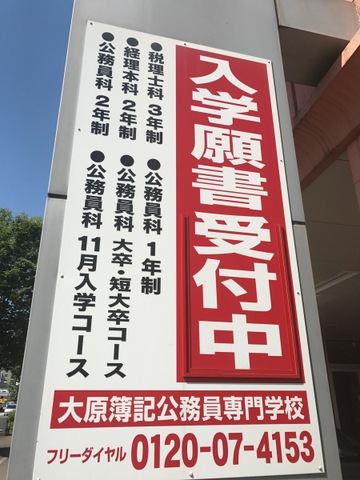 入学願書受付中
●税理士科3年制
●経理本科2年制
●公務員科2年制
●公務員科1年制
●公務員科 大卒・短大卒コース
●公務員科 11月入学コース
大原簿記公務員専門学校
フリーダイヤル 0120-07-4153